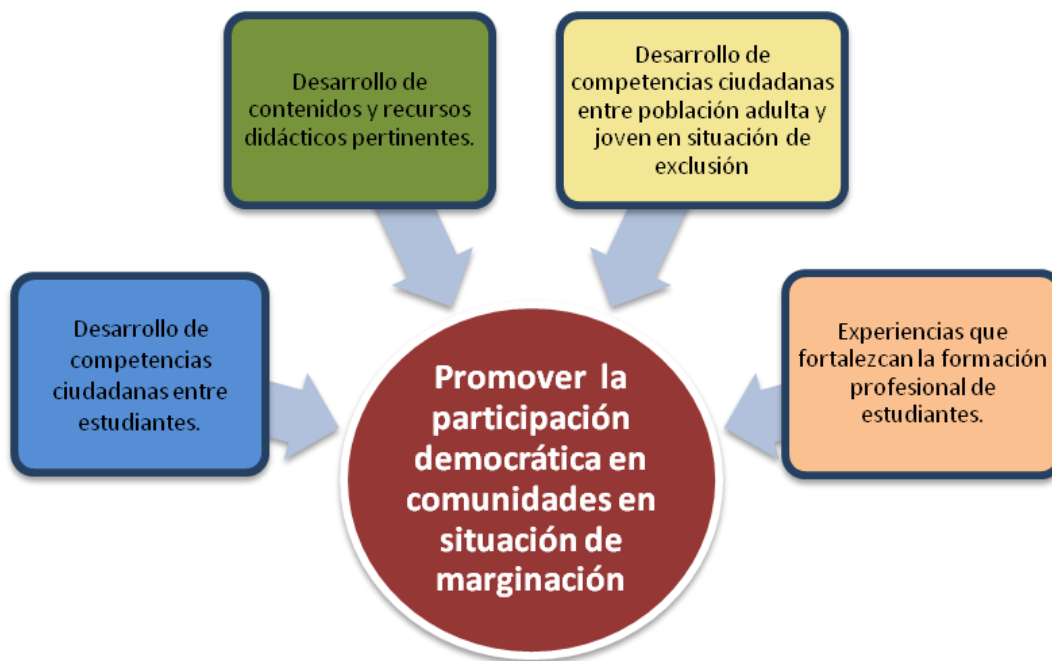 Desarrollo de
contenidos y recursos
didácticos pertinentes.
Desarrollo de
competencias ciudadanas
entre población adulta y
joven en situación de
exclusión
Desarrollo de
competencias
ciudadanas entre
estudiantes.
Experiencias que
fortalezcan la formación
profesional de
estudiantes.
Promover la
participación
democrática en
comunidades en
situación de
marginación